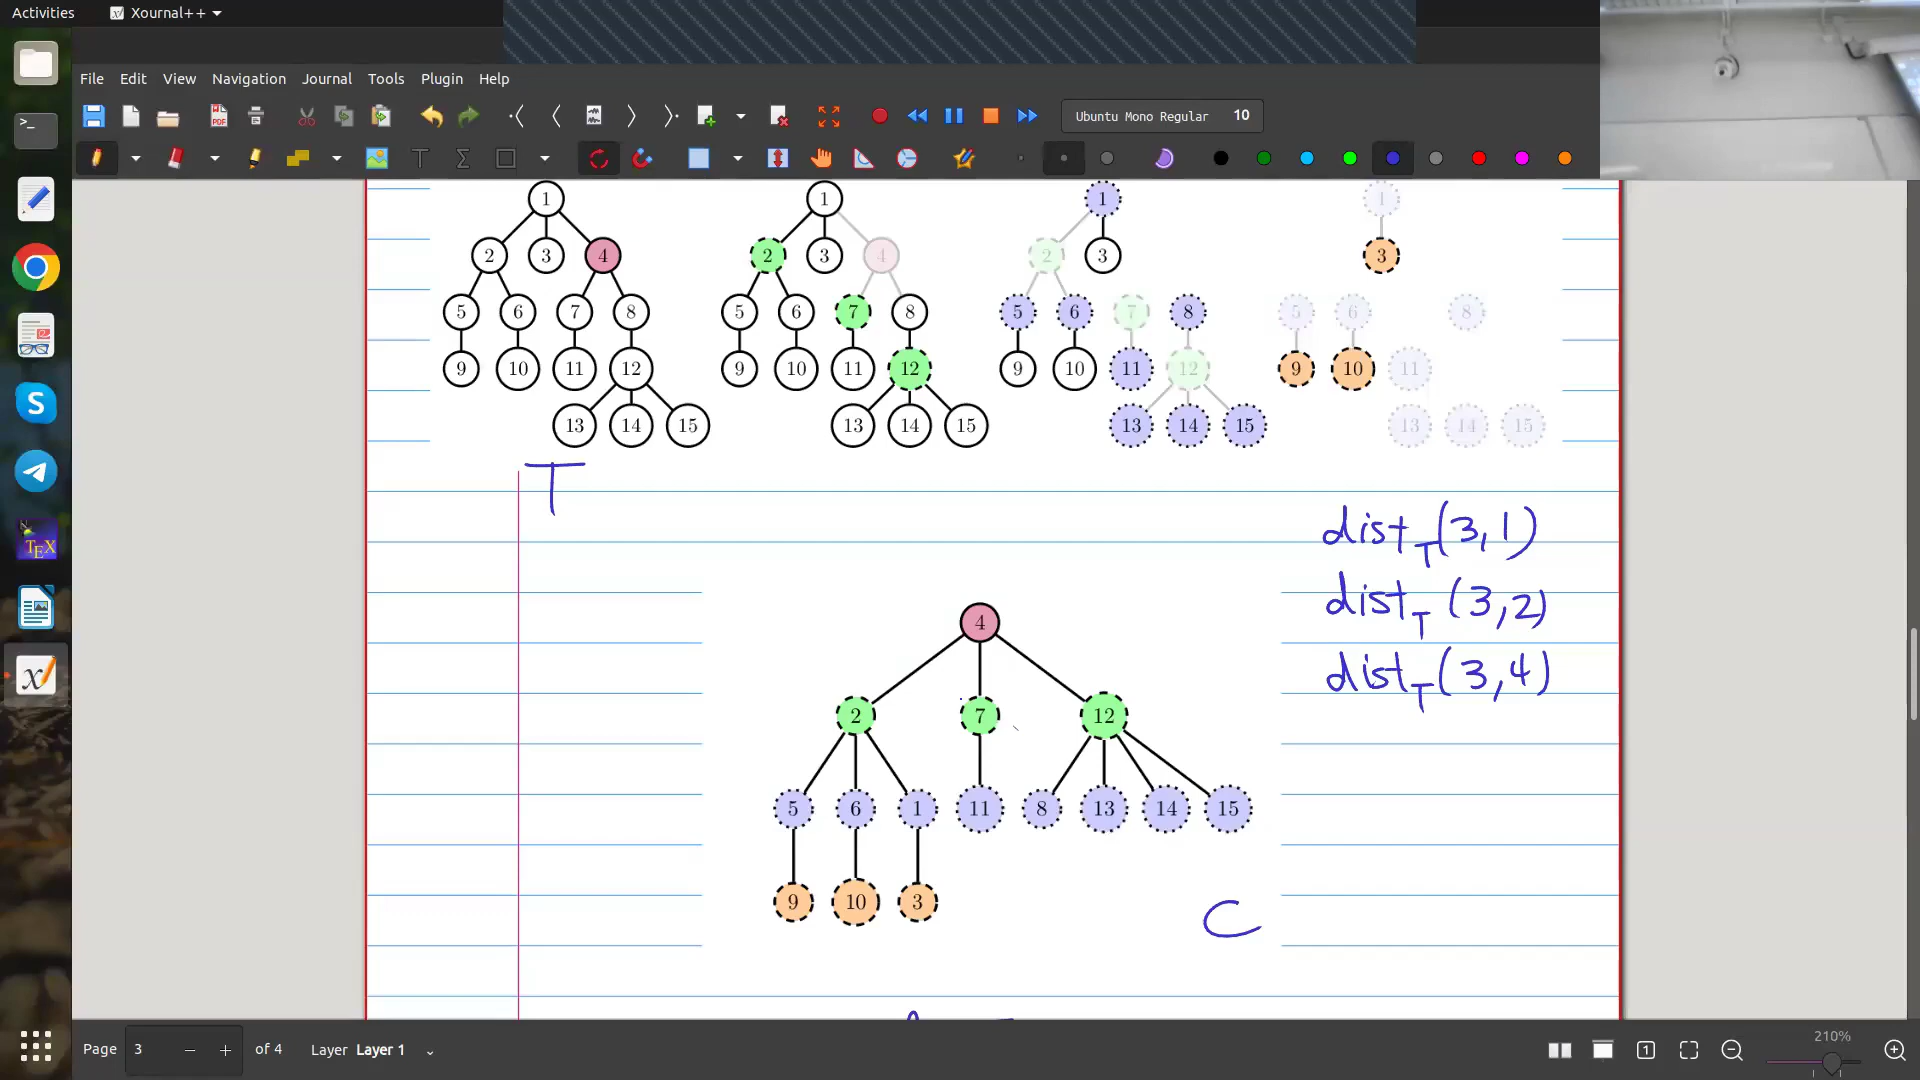 Activities Xournal++
File Edit View Navigation Journal Tools Plugin Help
Ubuntu Mono Regular 10
1 1 1 1
2 3 4 2 3 4 2 3 3
5 6 7 8 5 6 7 8 5 6 7 8 5 6 8
9 10 11 12 9 10 11 12 9 10 11 12 9 10 11
13 14 15 13 14 15 13 14 15 13 14 15
T
dist_T(3,1)
dist_T(3,2)
dist_T(3,4)
4
2 7 12
5 6 1 11 8 13 14 15
9 10 3
C
Page 3 of 4 Layer Layer 1
210%